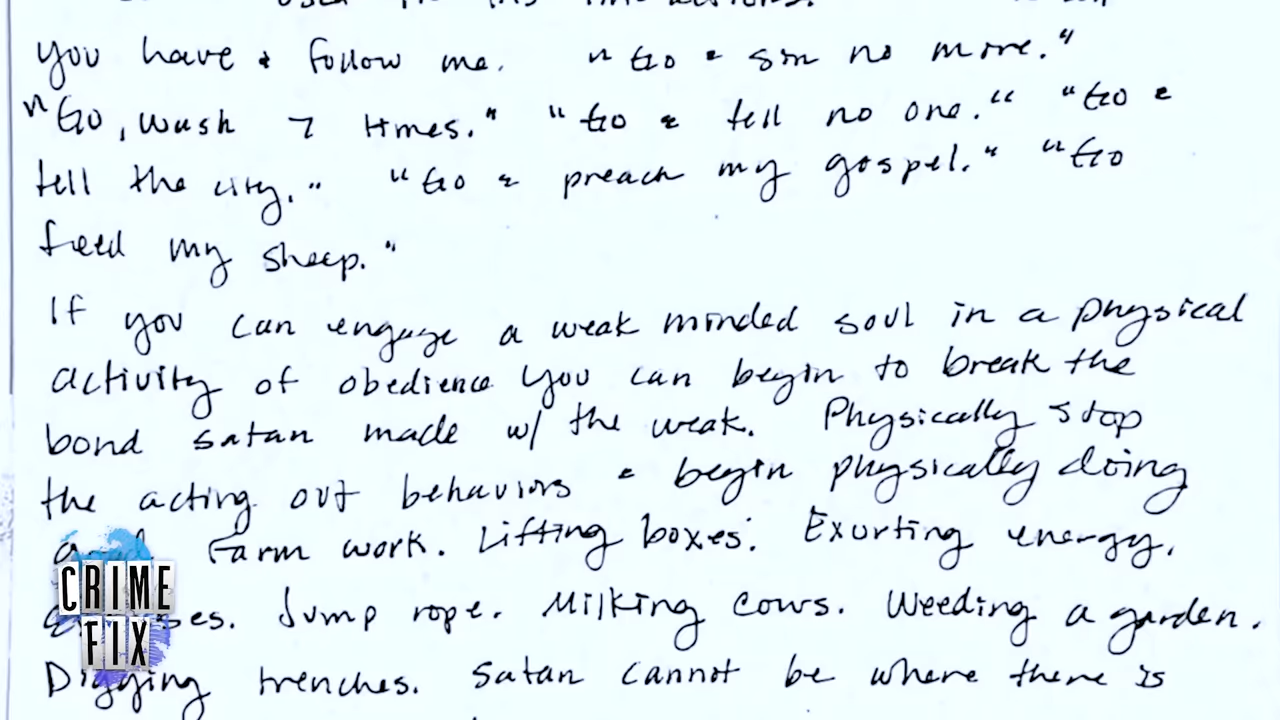 you have & follow me. "Go & sin no more."
"Go, wash 7 times." "Go & tell no one." "Go &
tell the city." "Go & preach my gospel." "Go
feed my sheep."
If you can engage a weak minded soul in a physical
activity of obedience you can begin to break the
bond satan made w/ the weak. Physically stop
the acting out behaviors & begin physically doing
Farm work. Lifting boxes. Exurting energy.
Jump rope. Milking cows. Weeding a garden.
Digging trenches. Satan cannot be where there is
CRIME
FIX